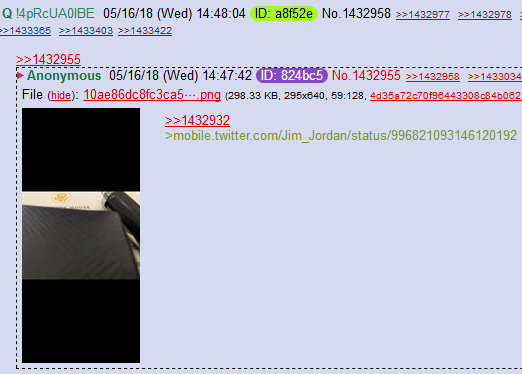 Q !4pRcUA0lBE 05/16/18 (Wed) 14:48:04 ID: a8f52e No.1432958 >>1432977 >>1432978
>>1433365 >>1433403 >>1433422
>>1432955
Anonymous 05/16/18 (Wed) 14:47:42 ID: 824bc5 No.1432955 >>1432958 >>1433034
File (hide): 10ae86dc8fc3ca5⋯.png (298.33 KB, 295x640, 59:128, 4d35a72c70f96443308c84b062
>>1432932
>mobile.twitter.com/Jim_Jordan/status/996821093146120192